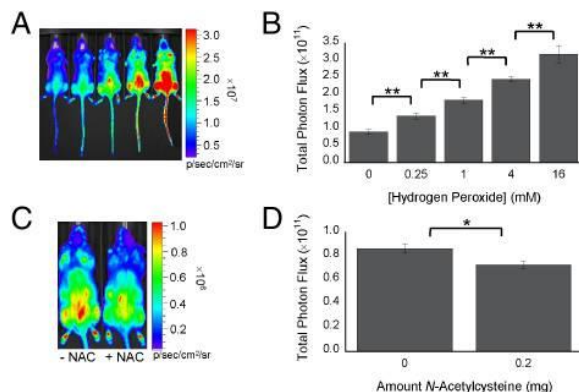 A
3.0
2.5
2.0
1.5
1.0
0.5
×10⁷
p/sec/cm²/sr
B
Total Photon Flux (×10¹¹)
3.5
3.0
2.5
2.0
1.5
1.0
0.5
0.0
**
**
**
**
0 0.25 1 4 16
[Hydrogen Peroxide] (mM)
C
1.0
0.8
0.6
0.4
0.2
- NAC + NAC
p/sec/cm²/sr
D
Total Photon Flux (×10¹¹)
1.0
0.8
0.6
0.4
0.2
0.0
*
0 0.2
Amount N-Acetylcysteine (mg)